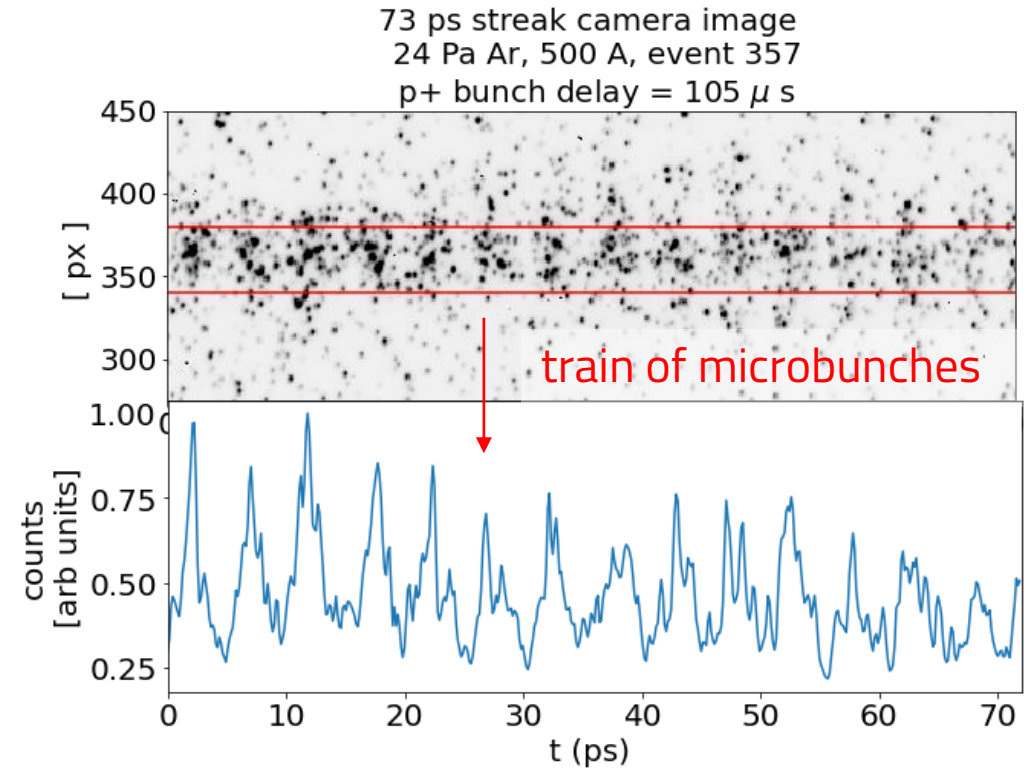 73 ps streak camera image
24 Pa Ar, 500 A, event 357
p+ bunch delay = 105 μ s
450
400
350
300
[ px ]
train of microbunches
0
1.00
0.75
0.50
0.25
counts
[arb units]
0 10 20 30 40 50 60 70
t (ps)